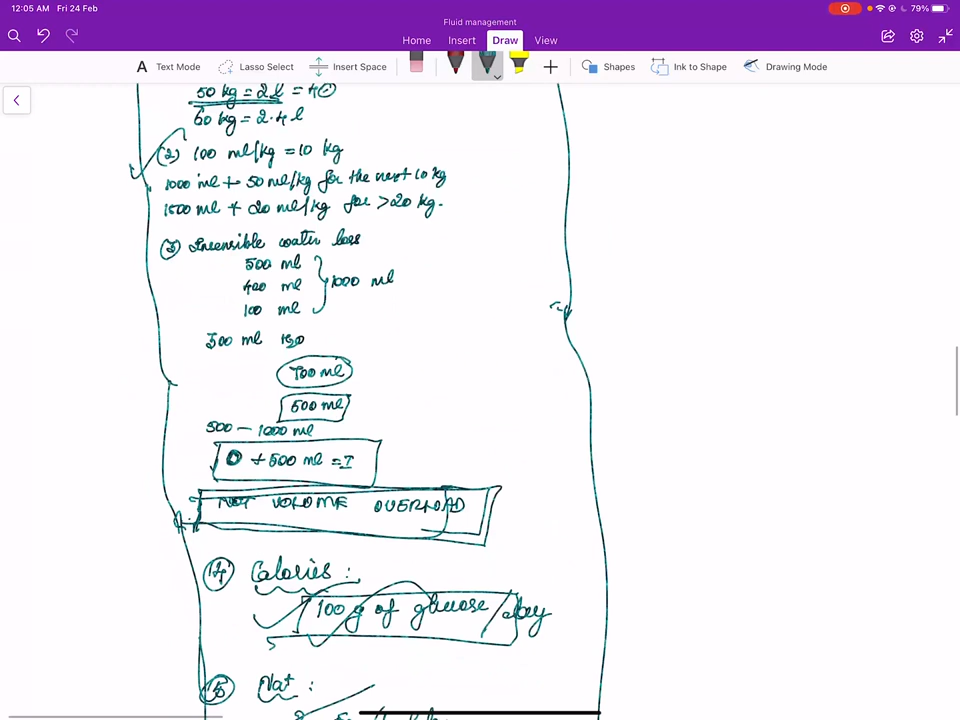 12:05 AM Fri 24 Feb
79%
Fluid management
Home Insert Draw View
A Text Mode Lasso Select Insert Space Shapes Ink to Shape Drawing Mode
50 kg = 2 l
60 kg = 2.4 l
(2) 100 ml/kg = 10 kg
1000 ml + 50 ml/kg for the next 10 kg
1500 ml + 20 ml/kg for >20 kg.
(3) Insensible water loss
500 ml
400 ml
100 ml
1000 ml
500 ml
700 ml
500 ml
500 - 1000 ml
O + 500 ml = I
NOT VOLUME OVERLOAD
(4) Calories :
100 g of glucose/day
(5) Na+ :